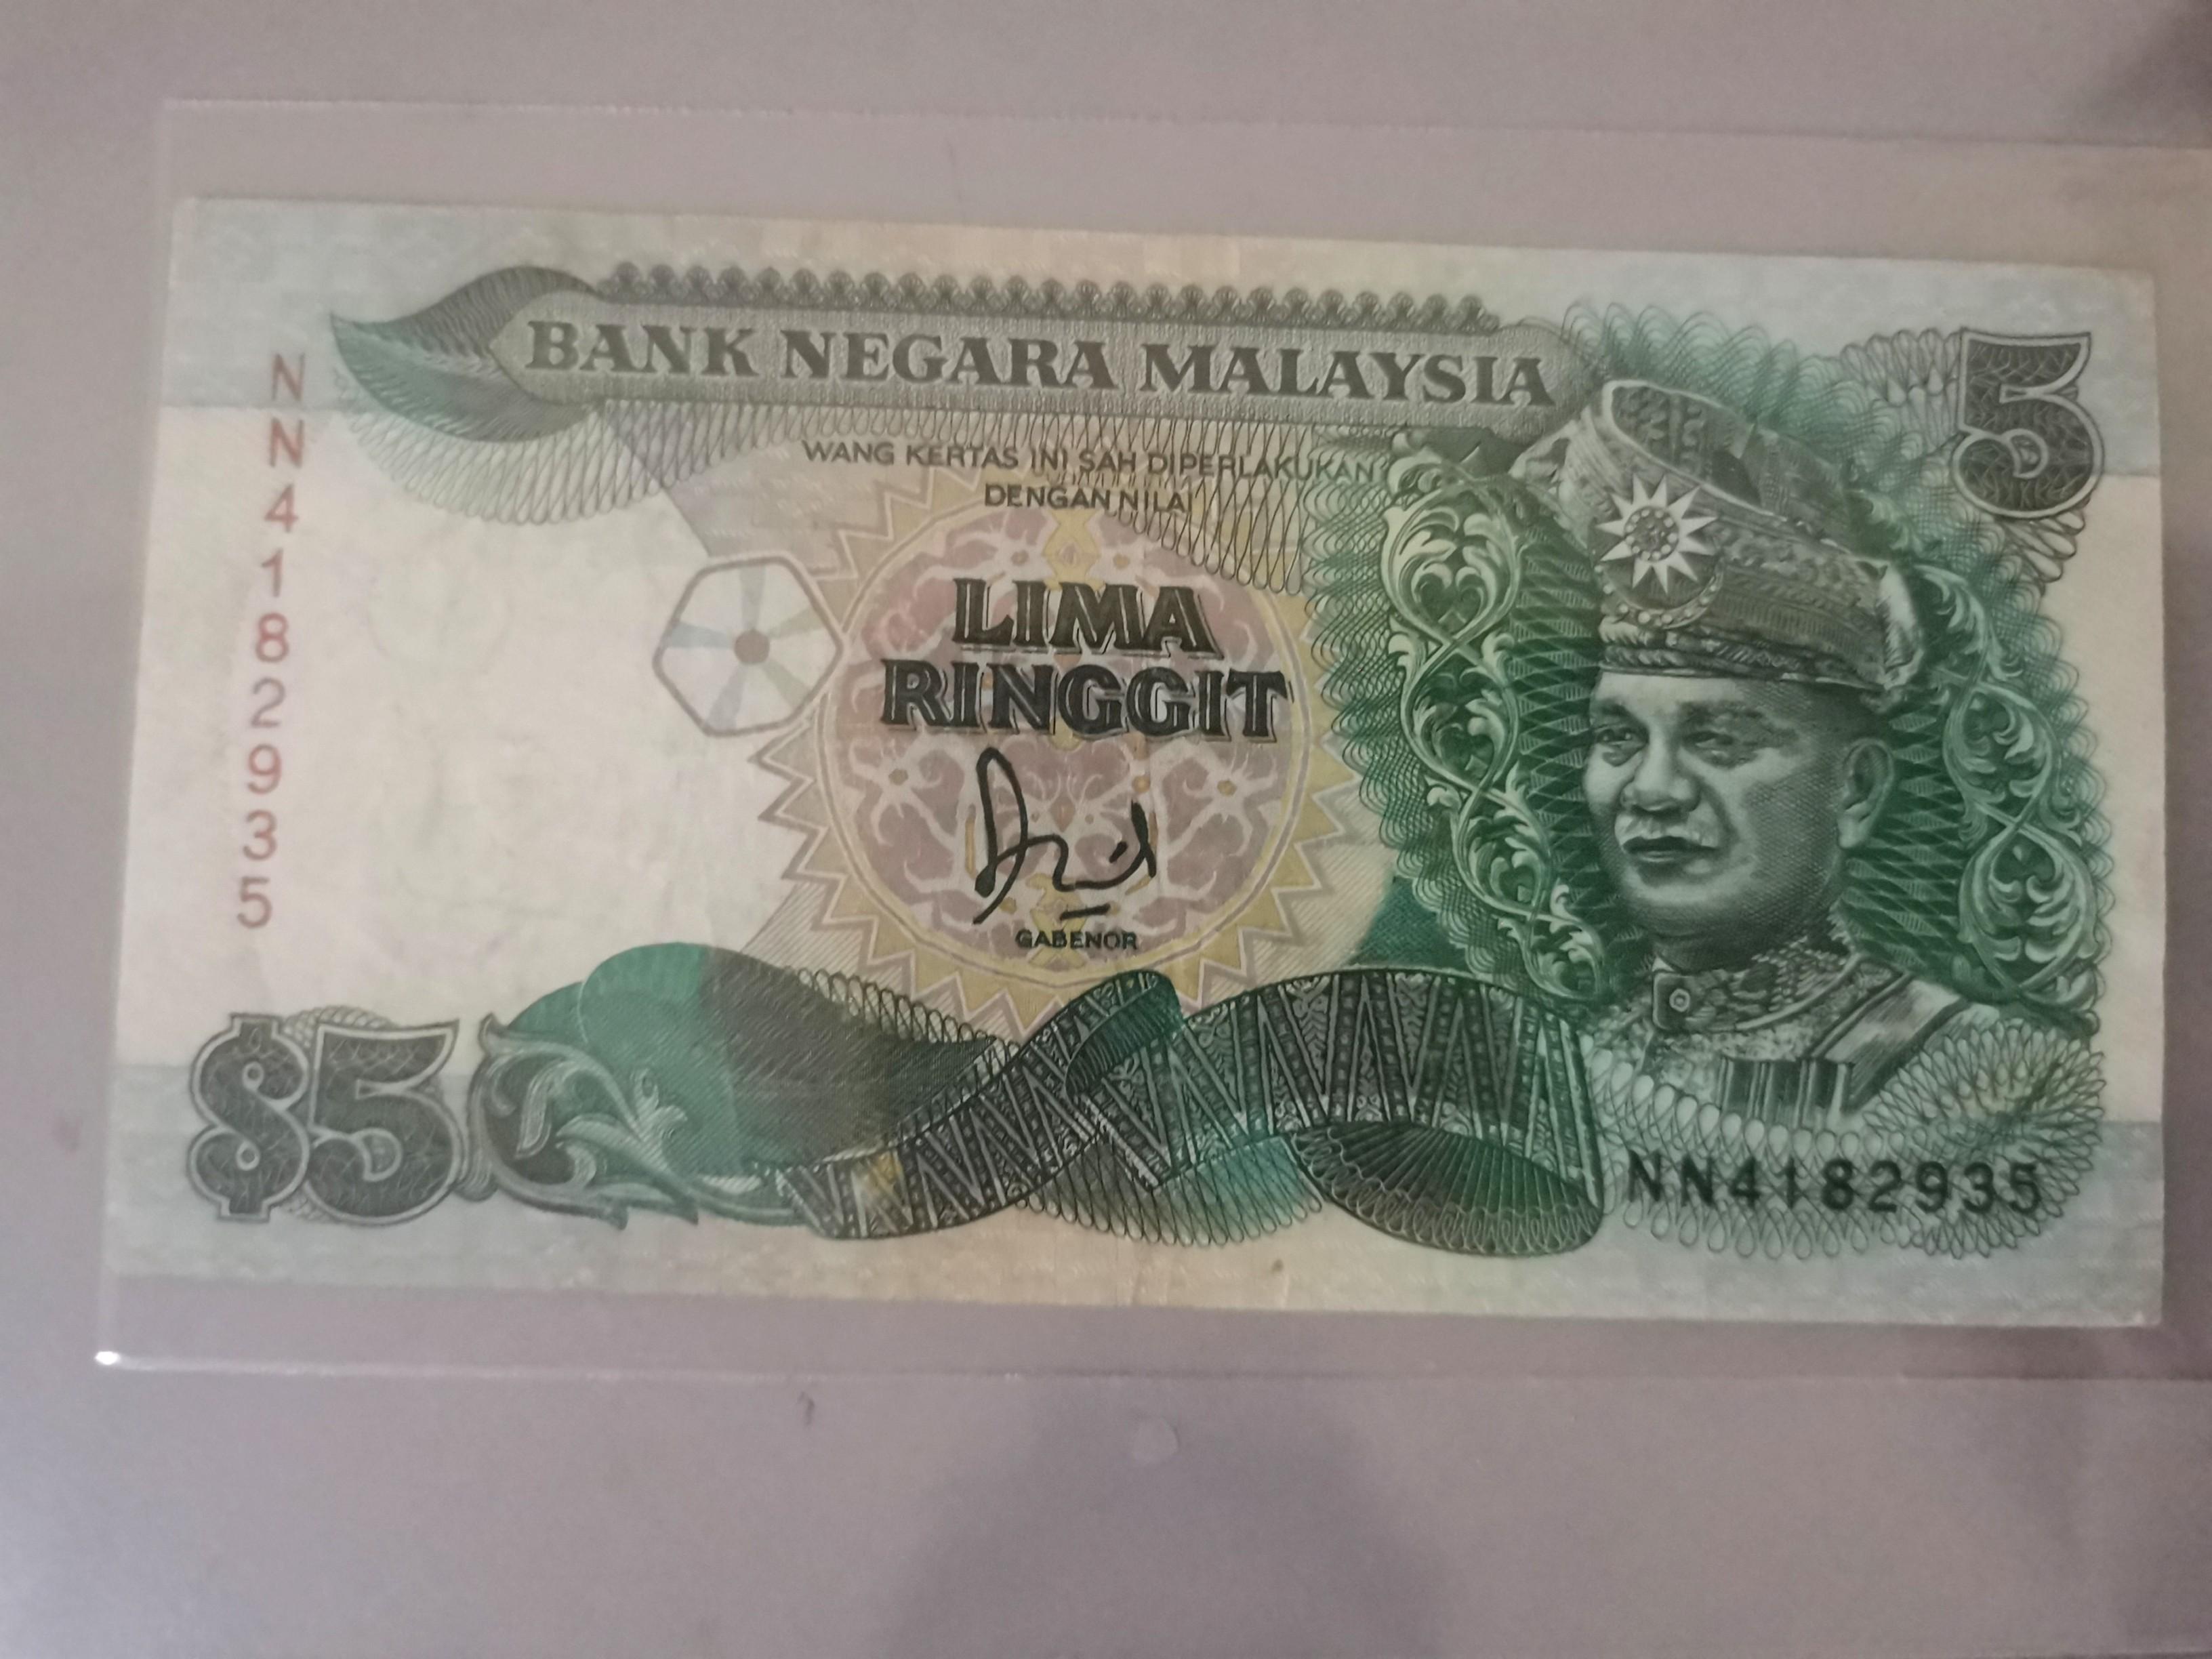 BANK NEGARA MALAYSIA
5
WANG KERTAS INI SAH DIPERLAKUKAN
DENGAN NILAI
NN4182935
LIMA
RINGGIT
GABENOR
$5
NN4182935